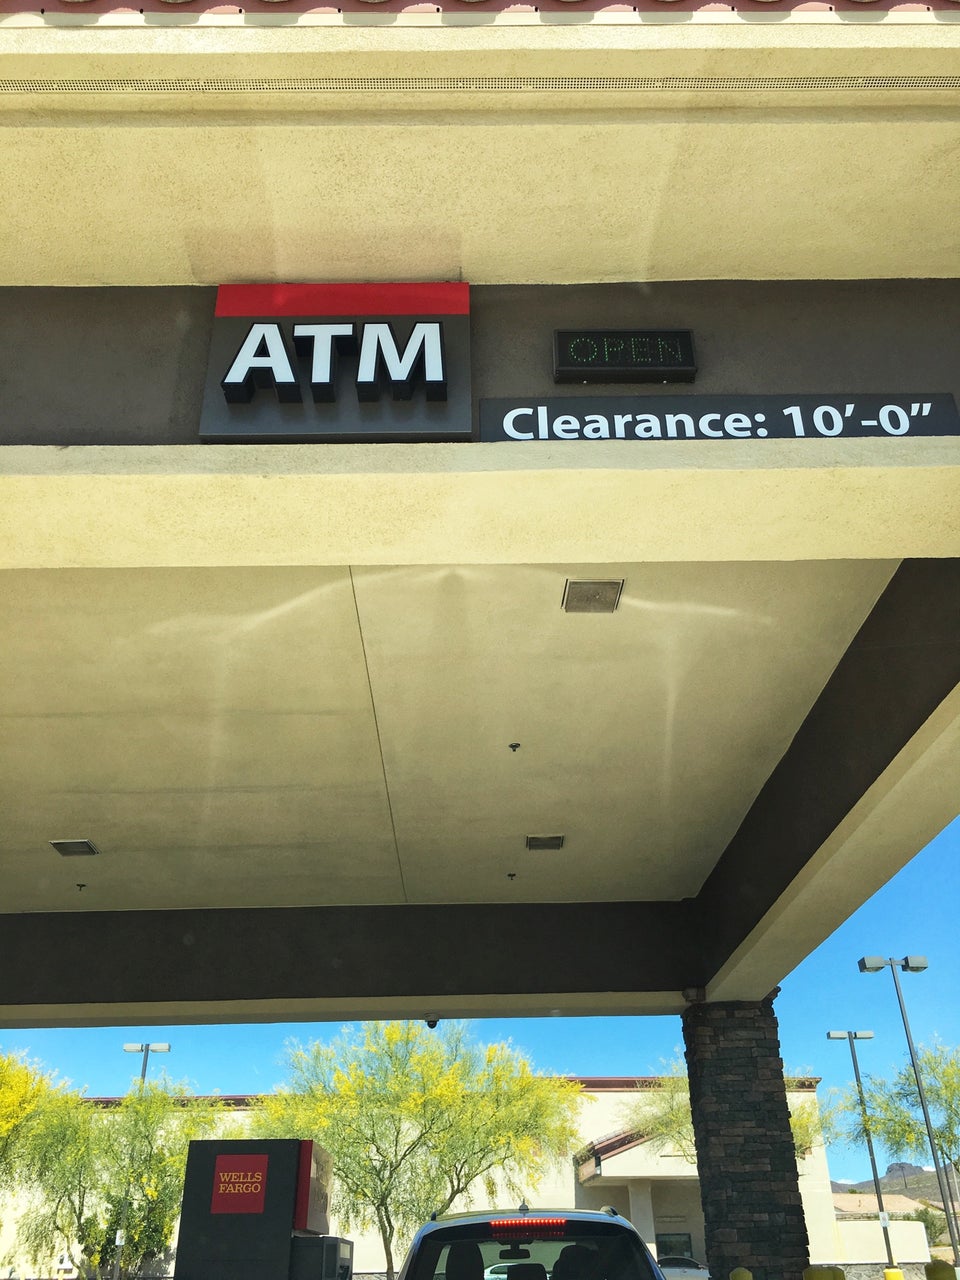 ATM
OPEN
Clearance: 10’-0”
WELLS
FARGO